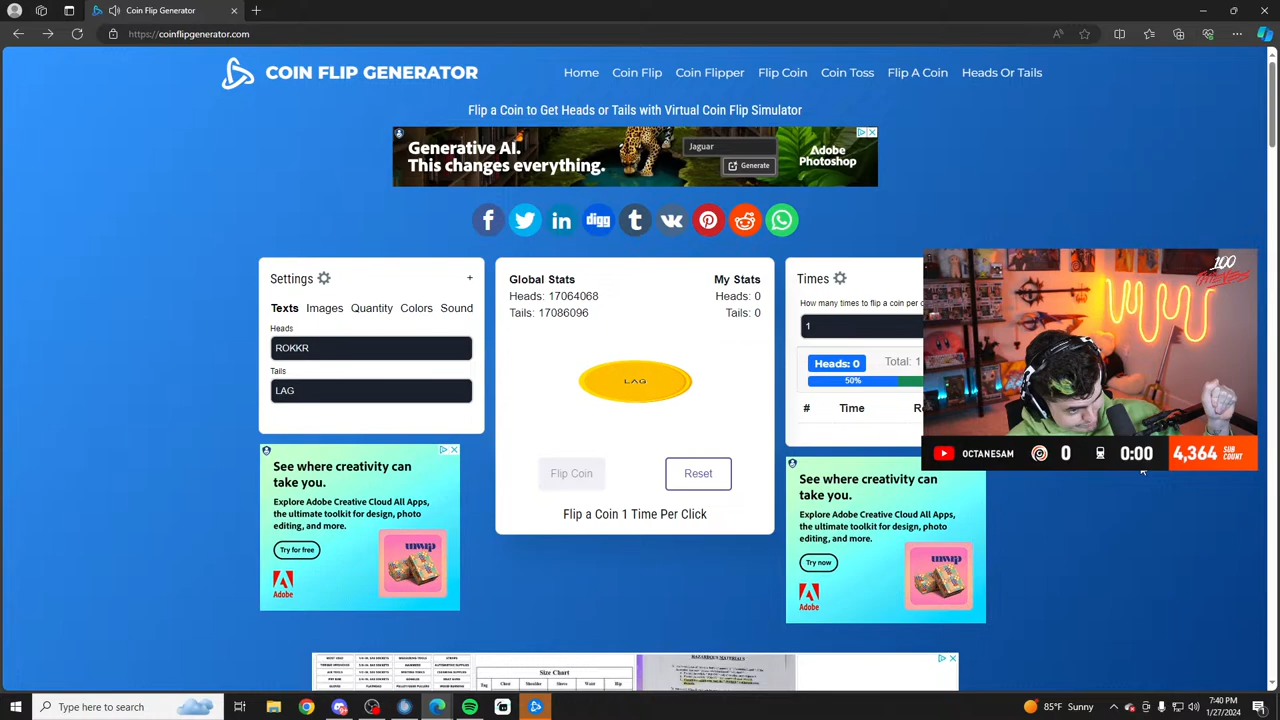 Coin Flip Generator
https://coinflipgenerator.com
COIN FLIP GENERATOR
Home
Coin Flip
Coin Flipper
Flip Coin
Coin Toss
Flip A Coin
Heads Or Tails
Flip a Coin to Get Heads or Tails with Virtual Coin Flip Simulator
Generative AI.
This changes everything.
Jaguar
Generate
Adobe
Photoshop
digg
Settings
+
Texts
Images
Quantity
Colors
Sound
Heads
ROKKR
Tails
LAG
Global Stats
Heads: 17064068
Tails: 17086096
My Stats
Heads: 0
Tails: 0
LAG
Flip Coin
Reset
Flip a Coin 1 Time Per Click
Times
How many times to flip a coin per c
1
Heads: 0
Total: 1
50%
#
Time
100
Thieves
OCTANESAM
0
0:00
4,364
SUB
COUNT
See where creativity can
take you.
Explore Adobe Creative Cloud All Apps,
the ultimate toolkit for design, photo
editing, and more.
Try for free
Adobe
See where creativity can
take you.
Explore Adobe Creative Cloud All Apps,
the ultimate toolkit for design, photo
editing, and more.
Try now
Adobe
Size Chart
HAZARDOUS MATERIALS
Type here to search
85°F Sunny
7:40 PM
1/27/2024